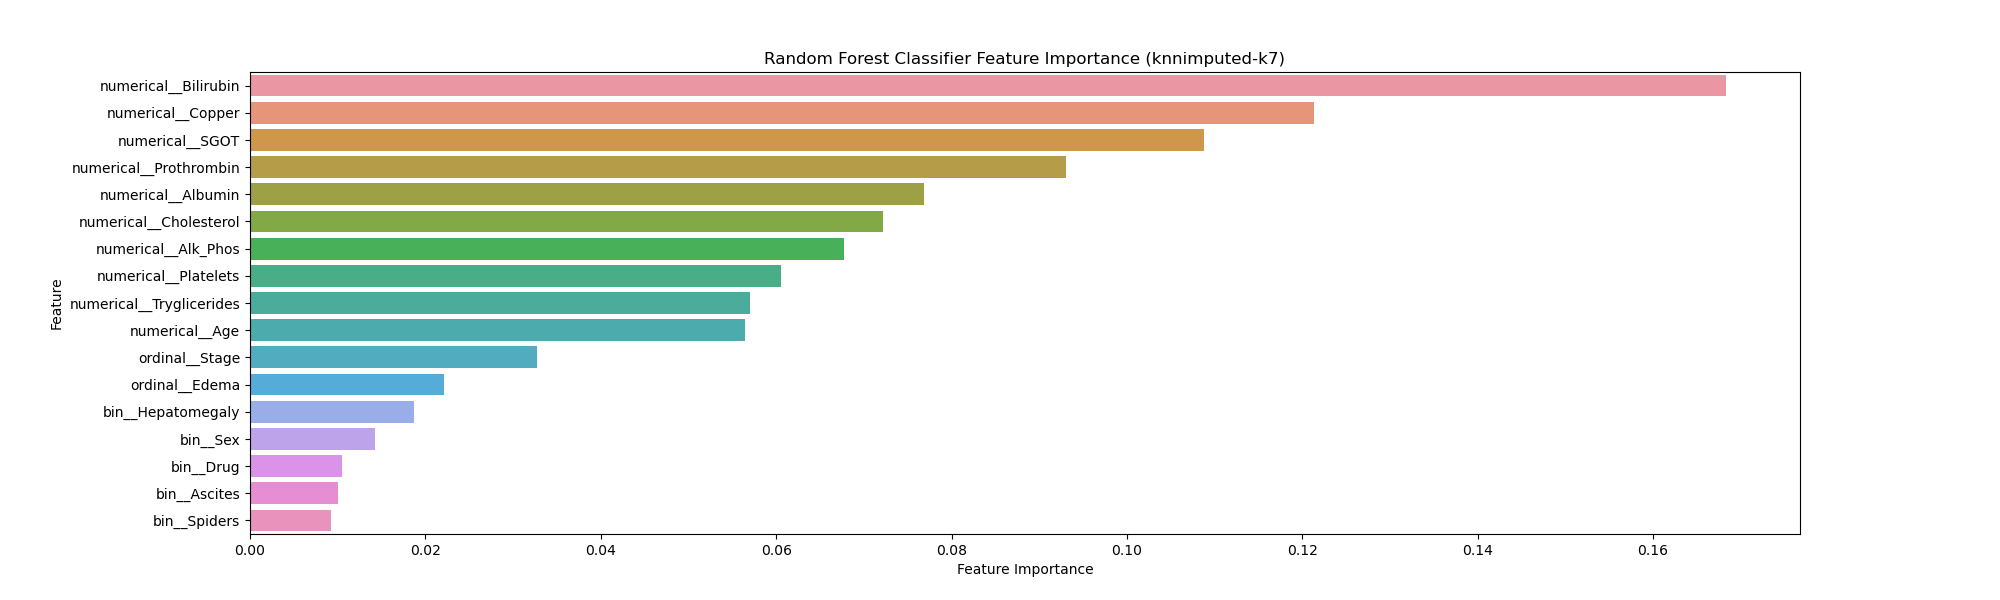 Random Forest Classifier Feature Importance (knnimputed-k7)
Feature
numerical__Bilirubin
numerical__Copper
numerical__SGOT
numerical__Prothrombin
numerical__Albumin
numerical__Cholesterol
numerical__Alk_Phos
numerical__Platelets
numerical__Tryglicerides
numerical__Age
ordinal__Stage
ordinal__Edema
bin__Hepatomegaly
bin__Sex
bin__Drug
bin__Ascites
bin__Spiders
0.00 0.02 0.04 0.06 0.08 0.10 0.12 0.14 0.16
Feature Importance